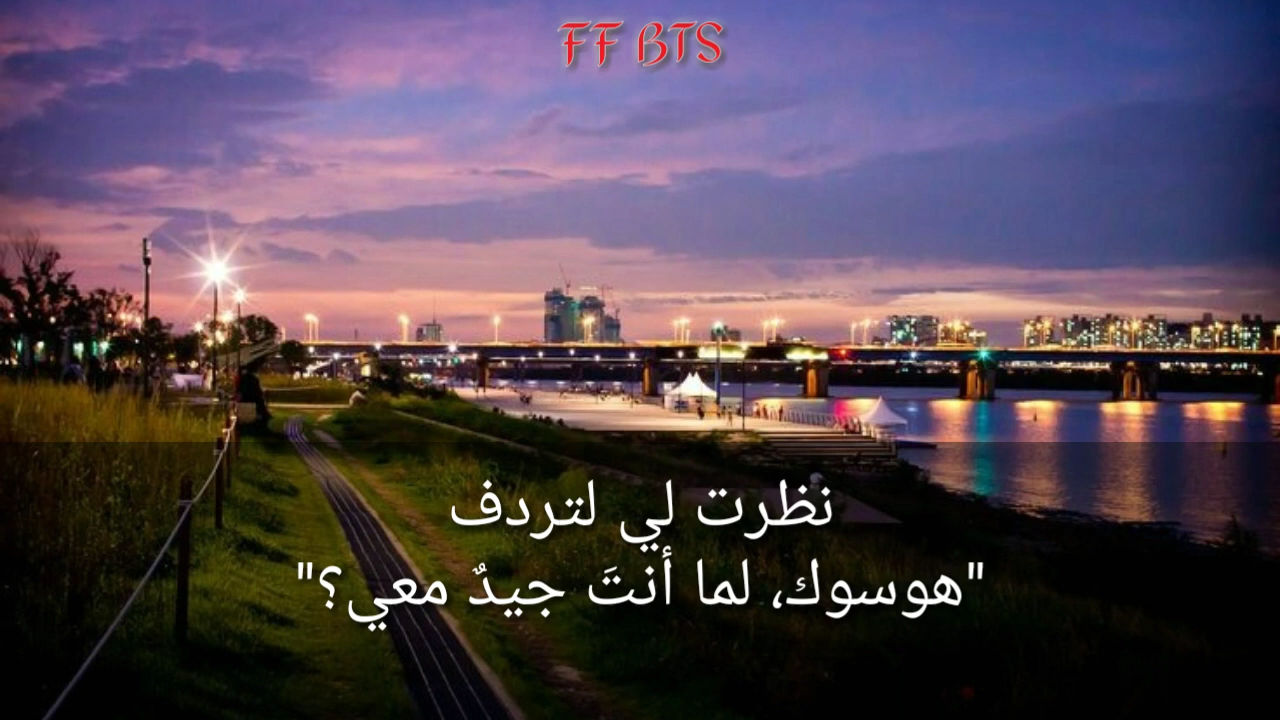 FF BTS
نظرت لي لتردف
"هوسوك، لما أنتَ جيدٌ معي؟"